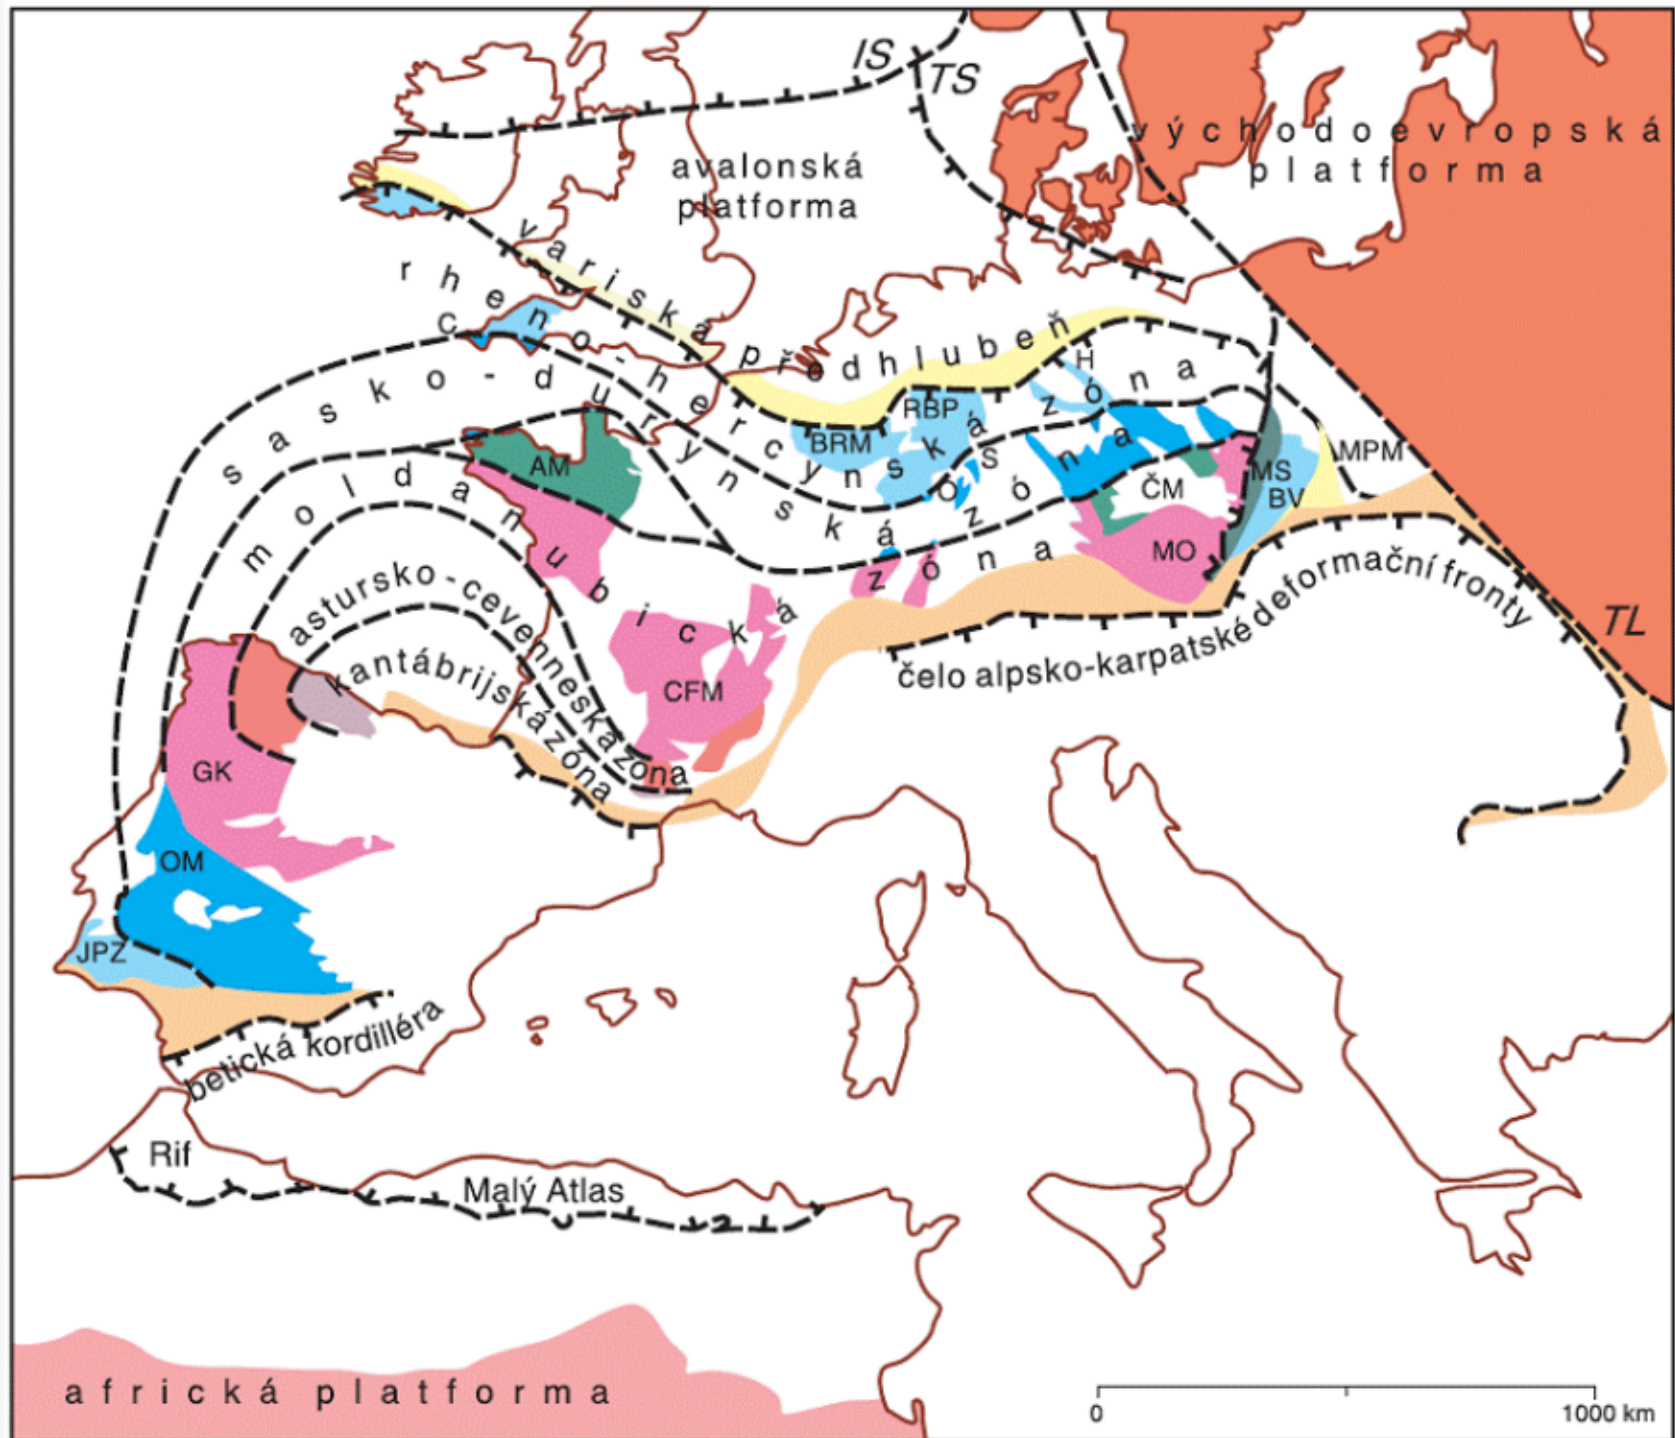 IS
TS
východoevropská
platforma
avalonská
platforma
variská předhlubeň
rheno-hercynská zóna
sasko-durynská zóna
C
H
RBP
BRM
AM
MPM
MS
BV
ČM
MO
moldanubická zóna
astursko-cevenneská zóna
kantábrijská zóna
čelo alpsko-karpatské deformační fronty
TL
CFM
GK
OM
JPZ
betická kordilléra
Rif
Malý Atlas
africká platforma
0
1000 km